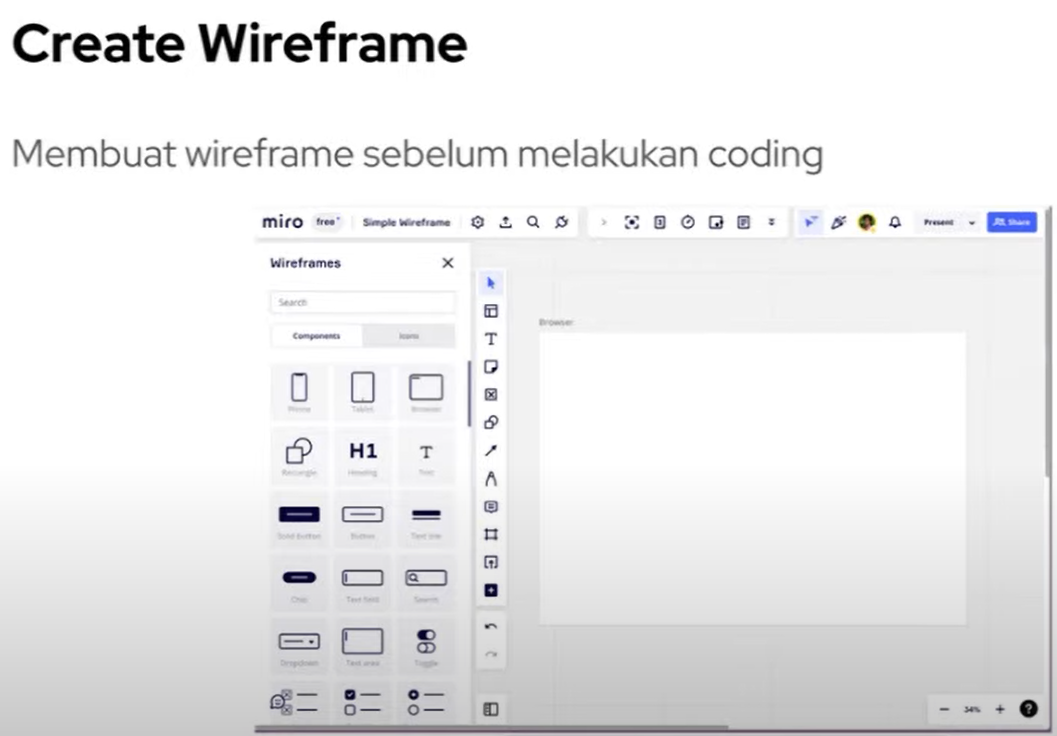 Create Wireframe
Membuat wireframe sebelum melakukan coding
miro free Simple Wireframe Present Share
Wireframes
Search
Components Icons
Browser
Phone Tablet Browser
H1
T
Rectangle Heading Text
Solid button Button Text link
Chip Text field Search
Dropdown Text area Toggle
34%